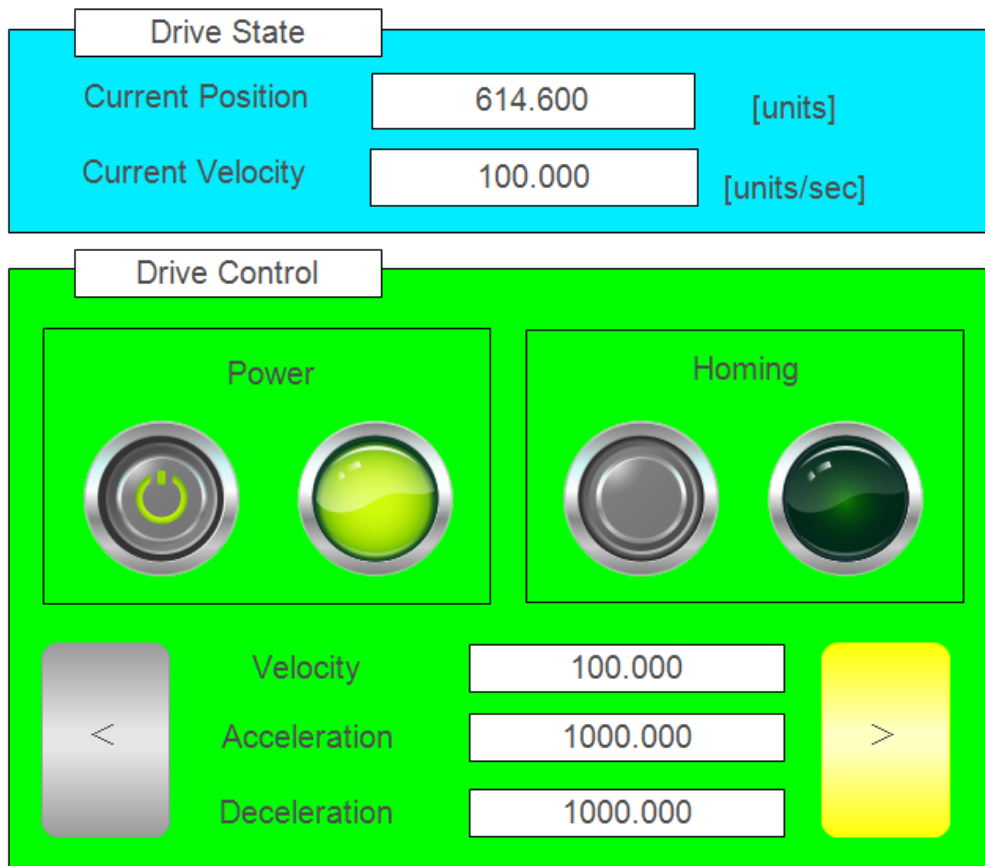 Drive State
Current Position 614.600 [units]
Current Velocity 100.000 [units/sec]
Drive Control
Power
Homing
Velocity 100.000
< Acceleration 1000.000 >
Deceleration 1000.000